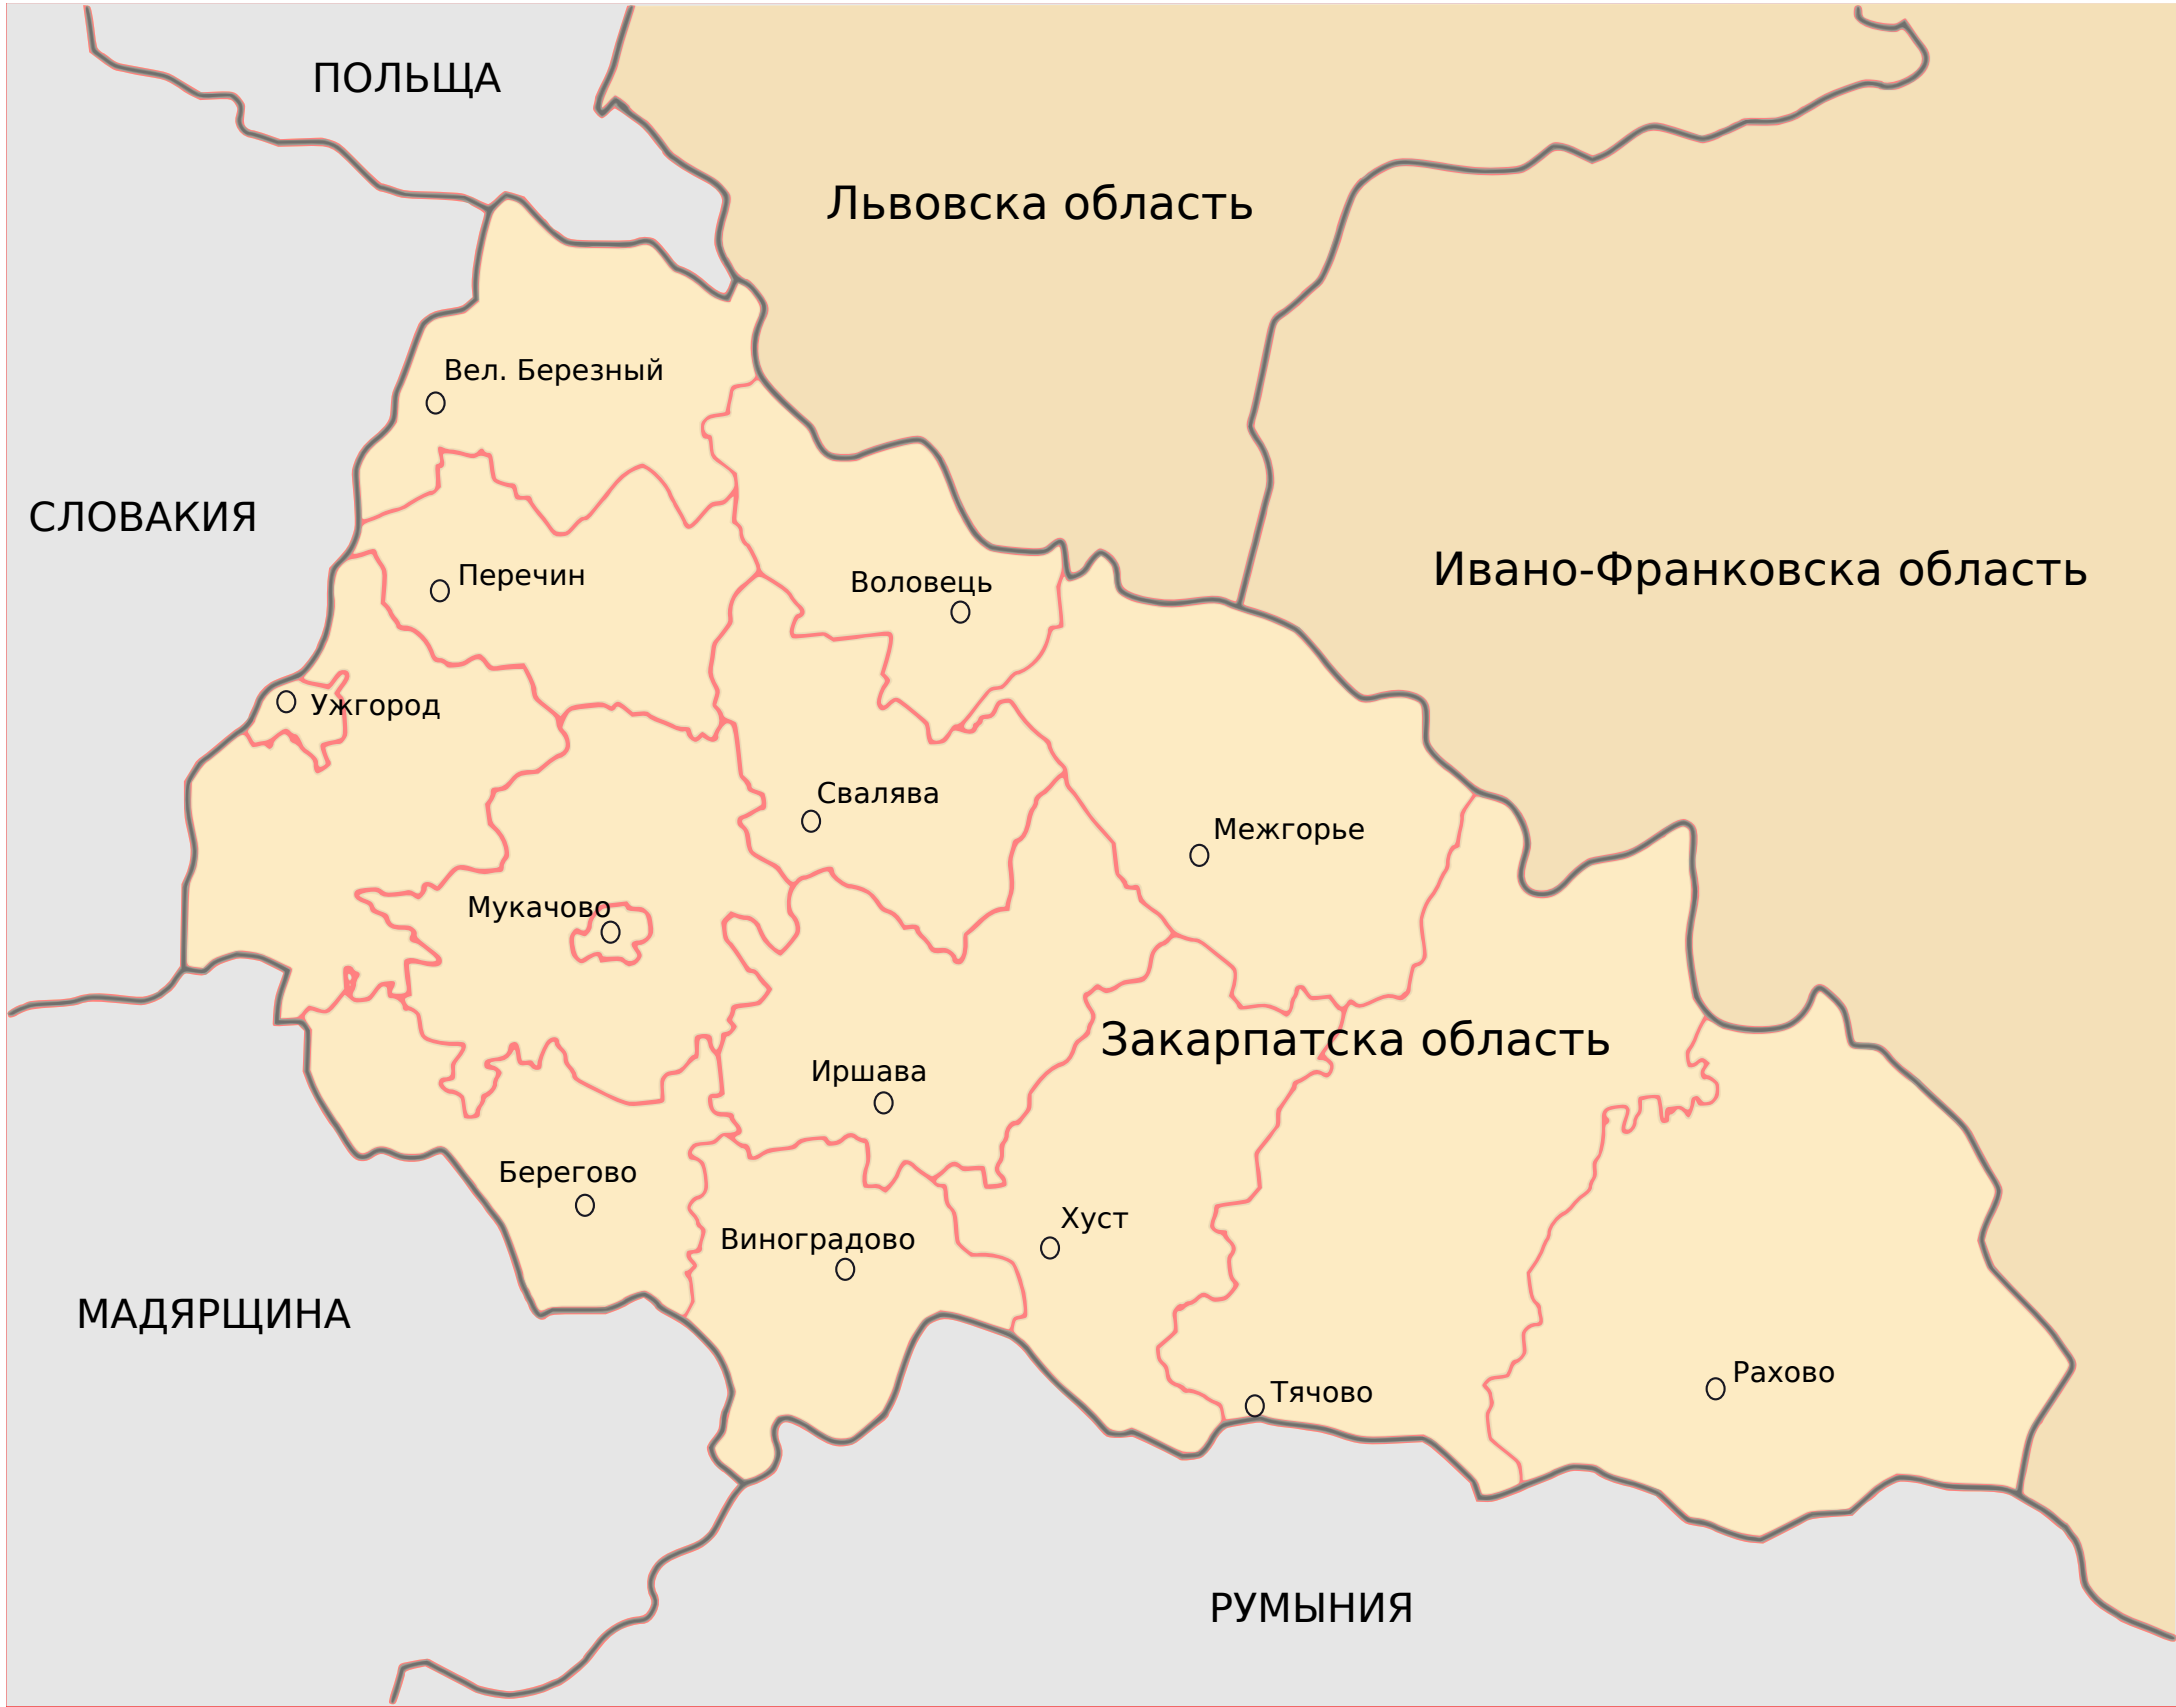 ПОЛЬЩА
Львовска область
Вел. Березный
СЛОВАКИЯ
Ивано-Франковска область
Перечин
Воловець
Ужгород
Свалява
Межгорье
Мукачово
Закарпатска область
Иршава
Берегово
Хуст
Виноградово
МАДЯРЩИНА
Рахово
Тячово
РУМЫНИЯ